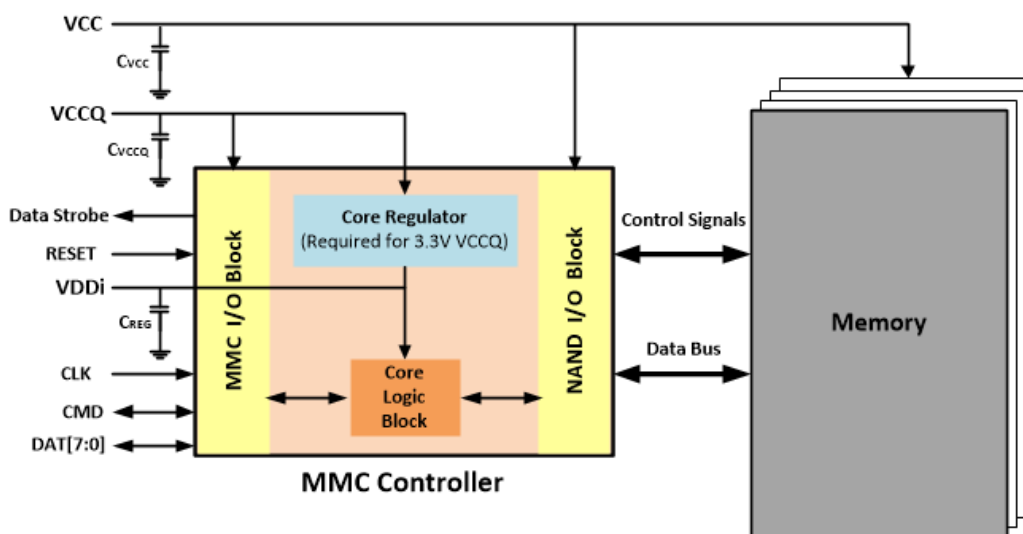 VCC
CVCC
VCCQ
CVCCQ
Data Strobe
RESET
VDDi
CREG
CLK
CMD
DAT[7:0]
MMC I/O Block
Core Regulator
(Required for 3.3V VCCQ)
Core
Logic
Block
NAND I/O Block
MMC Controller
Control Signals
Data Bus
Memory